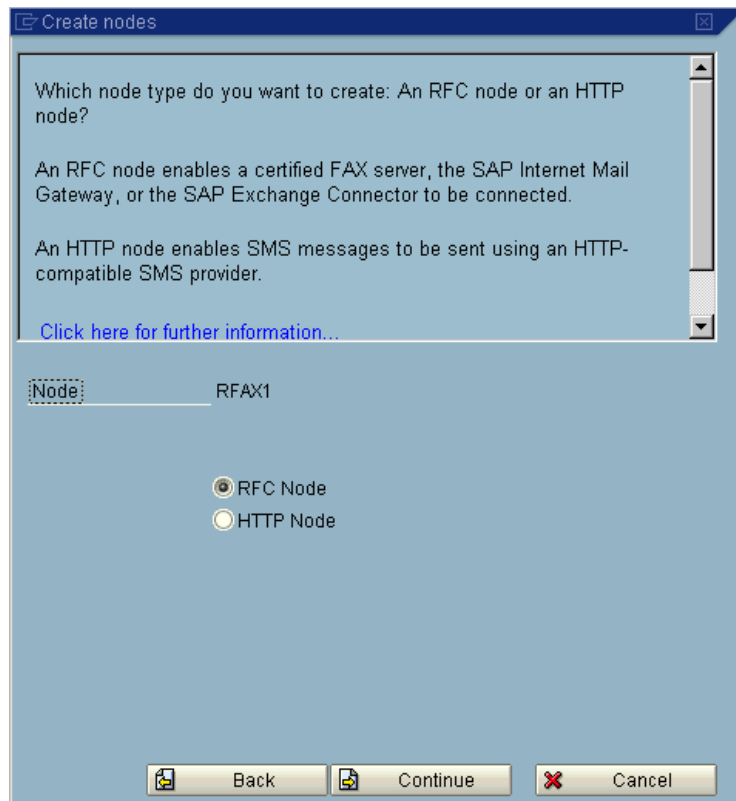 Create nodes
Which node type do you want to create: An RFC node or an HTTP
node?
An RFC node enables a certified FAX server, the SAP Internet Mail
Gateway, or the SAP Exchange Connector to be connected.
An HTTP node enables SMS messages to be sent using an HTTP-
compatible SMS provider.
Click here for further information...
Node RFAX1
RFC Node
HTTP Node
Back Continue Cancel